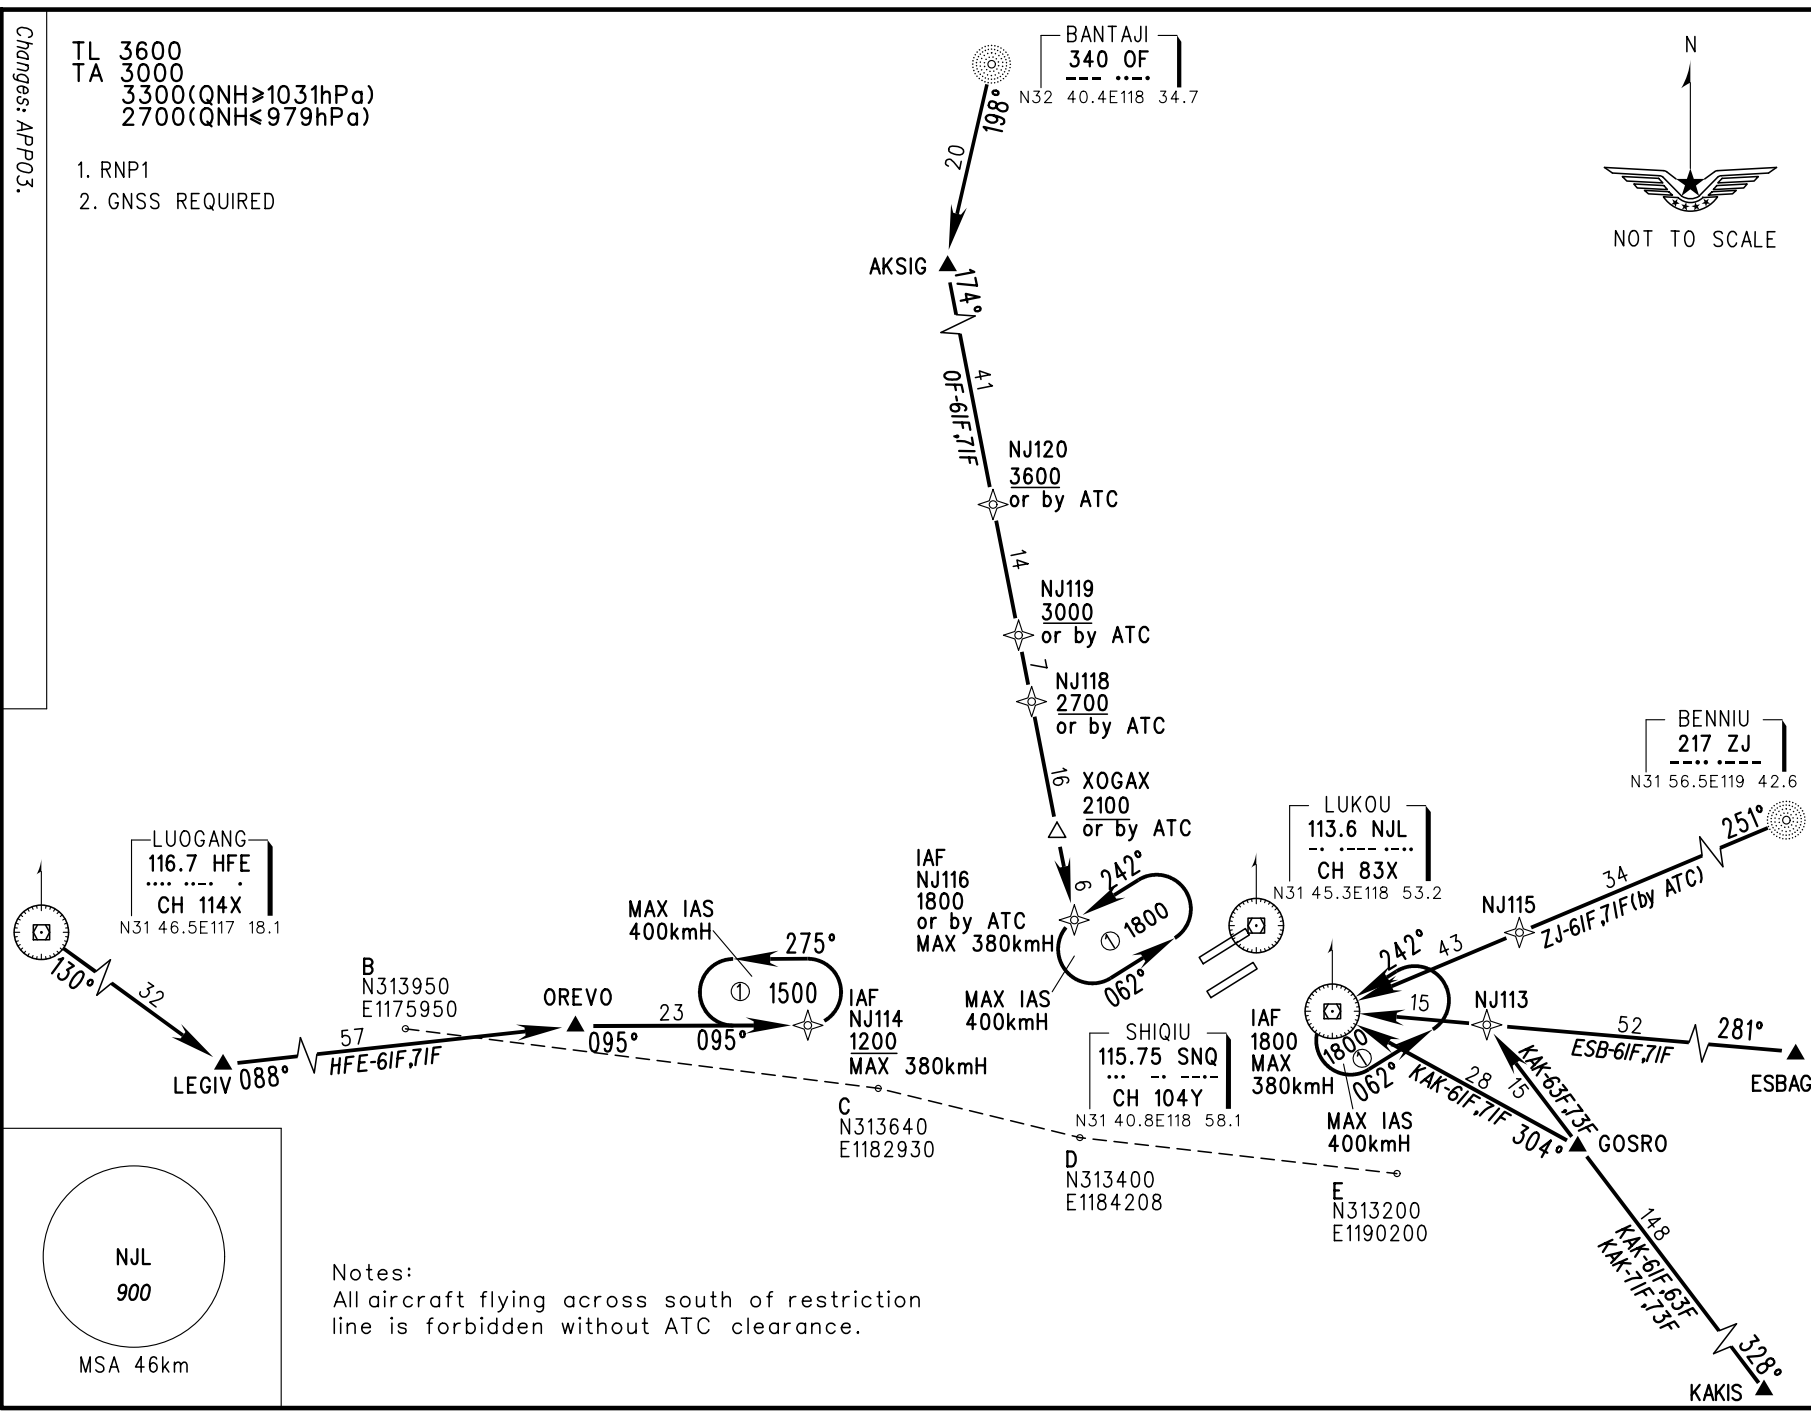 Changes: APP03.
TL 3600
TA 3000
3300(QNH≥1031hPa)
2700(QNH≤979hPa)
1. RNP1
2. GNSS REQUIRED
BANTAJI
340 OF
N32 40.4E118 34.7
198°
20
N
NOT TO SCALE
AKSIG
174°
41
OF-6IF,7IF
NJ120
3600
or by ATC
14
NJ119
3000
or by ATC
7
NJ118
2700
or by ATC
16
XOGAX
2100
or by ATC
6
IAF
NJ116
1800
or by ATC
MAX 380kmH
242°
① 1800
062°
MAX IAS
400kmH
LUKOU
113.6 NJL
CH 83X
N31 45.3E118 53.2
BENNIU
217 ZJ
N31 56.5E119 42.6
251°
34
ZJ-6IF,7IF(by ATC)
NJ115
43
LUOGANG
116.7 HFE
CH 114X
N31 46.5E117 18.1
130°
32
LEGIV
088°
57
HFE-6IF,7IF
B
N313950
E1175950
OREVO
095°
23
095°
MAX IAS
400kmH
275°
① 1500
IAF
NJ114
1200
MAX 380kmH
C
N313640
E1182930
SHIQIU
115.75 SNQ
CH 104Y
N31 40.8E118 58.1
D
N313400
E1184208
IAF
1800
MAX
380kmH
242°
1800 ①
062°
MAX IAS
400kmH
15
NJ113
52
ESB-6IF,7IF
281°
ESBAG
KAK-63F,73F
15
28
KAK-6IF,7IF
304°
GOSRO
E
N313200
E1190200
148
KAK-6IF,63F
KAK-7IF,73F
328°
KAKIS
NJL
900
MSA 46km
Notes:
All aircraft flying across south of restriction
line is forbidden without ATC clearance.